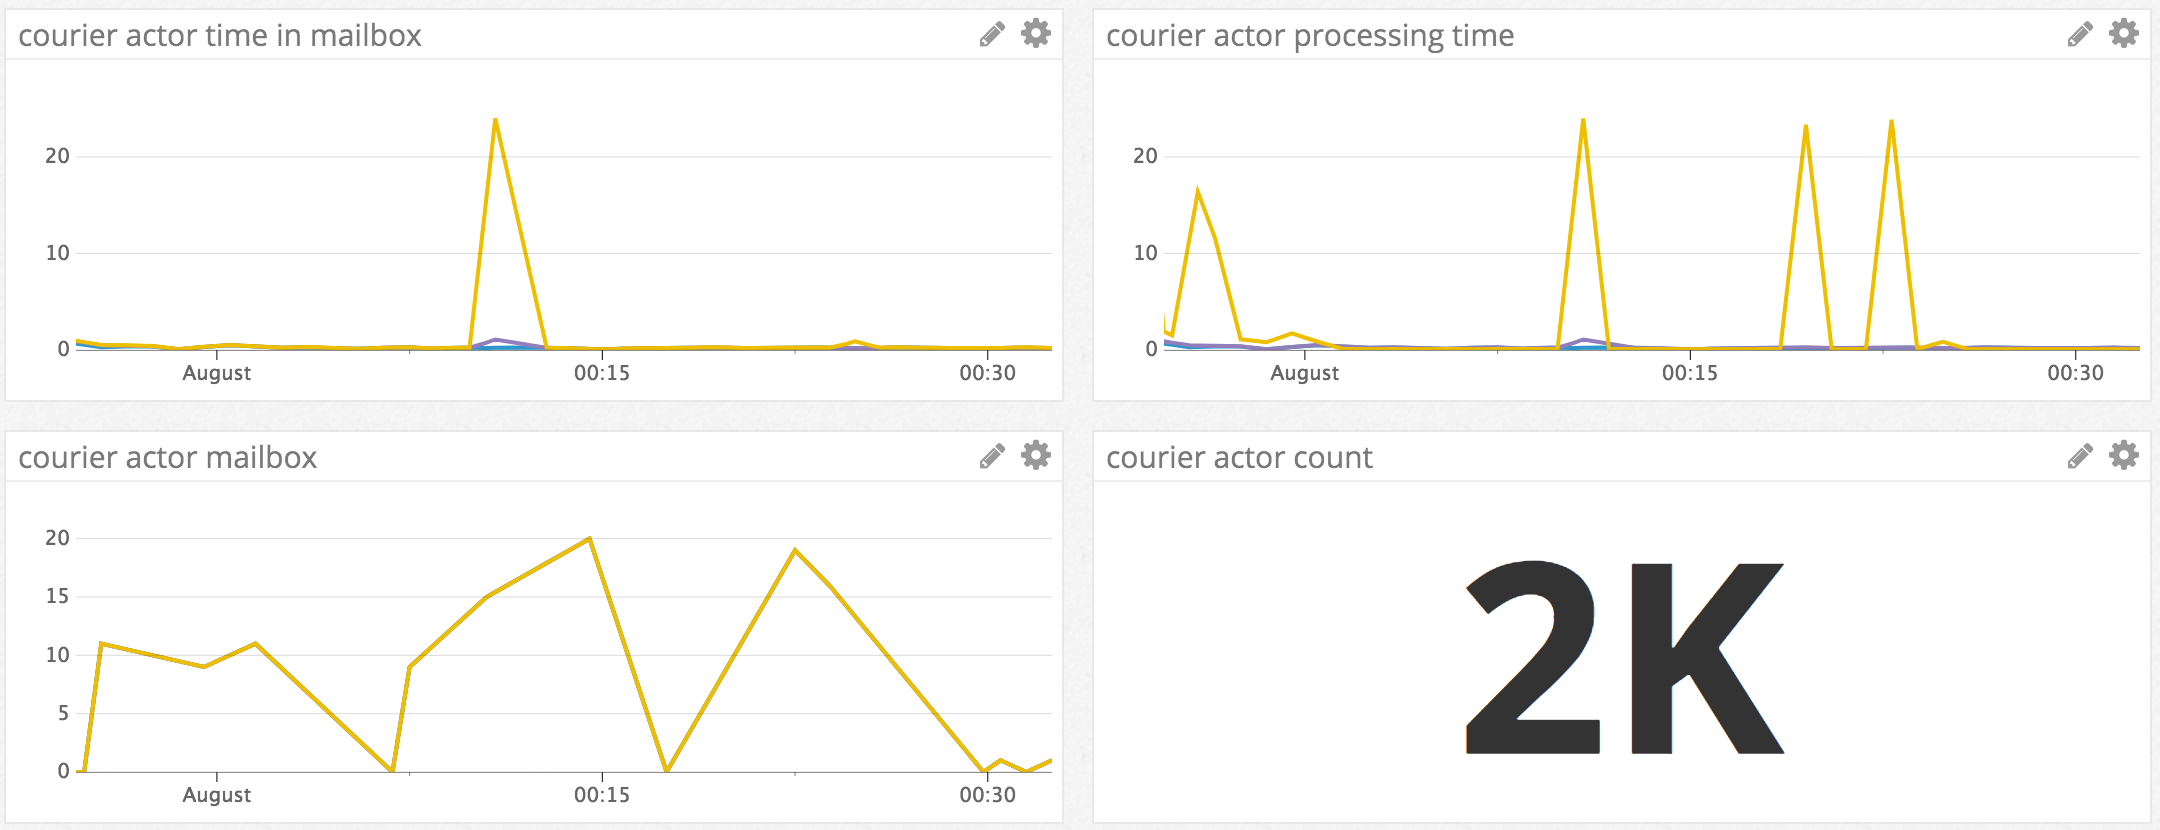 courier actor time in mailbox
20
10
0
August 00:15 00:30
courier actor processing time
20
10
0
August 00:15 00:30
courier actor mailbox
20
15
10
5
0
August 00:15 00:30
courier actor count
2K